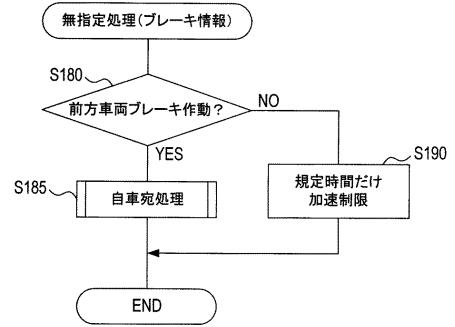 無指定処理(ブレーキ情報)
S180
前方車両ブレーキ作動?
NO
YES
S190
S185
自車宛処理
規定時間だけ
加速制限
END